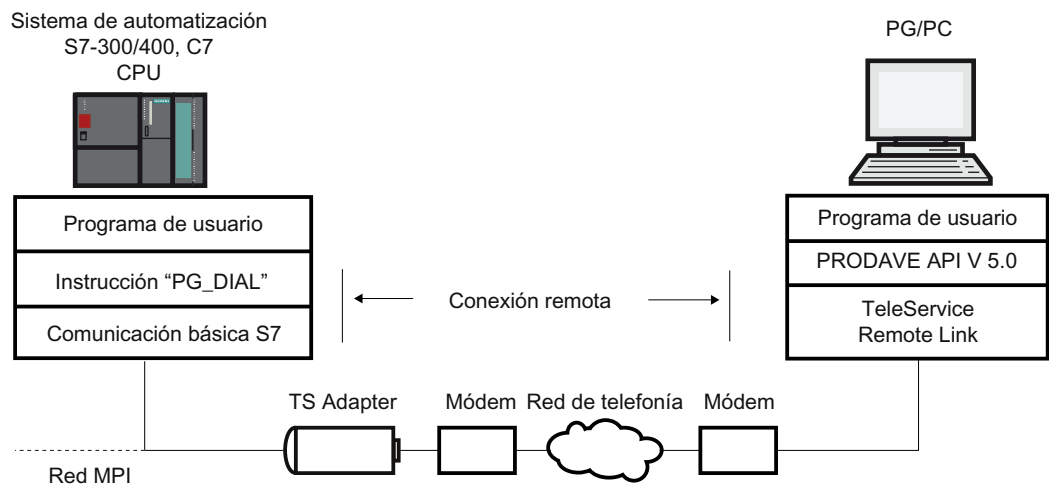 Sistema de automatización
S7-300/400, C7
CPU
PG/PC
Programa de usuario
Instrucción “PG_DIAL”
Comunicación básica S7
Conexión remota
Programa de usuario
PRODAVE API V 5.0
TeleService
Remote Link
TS Adapter
Módem
Red de telefonía
Módem
Red MPI